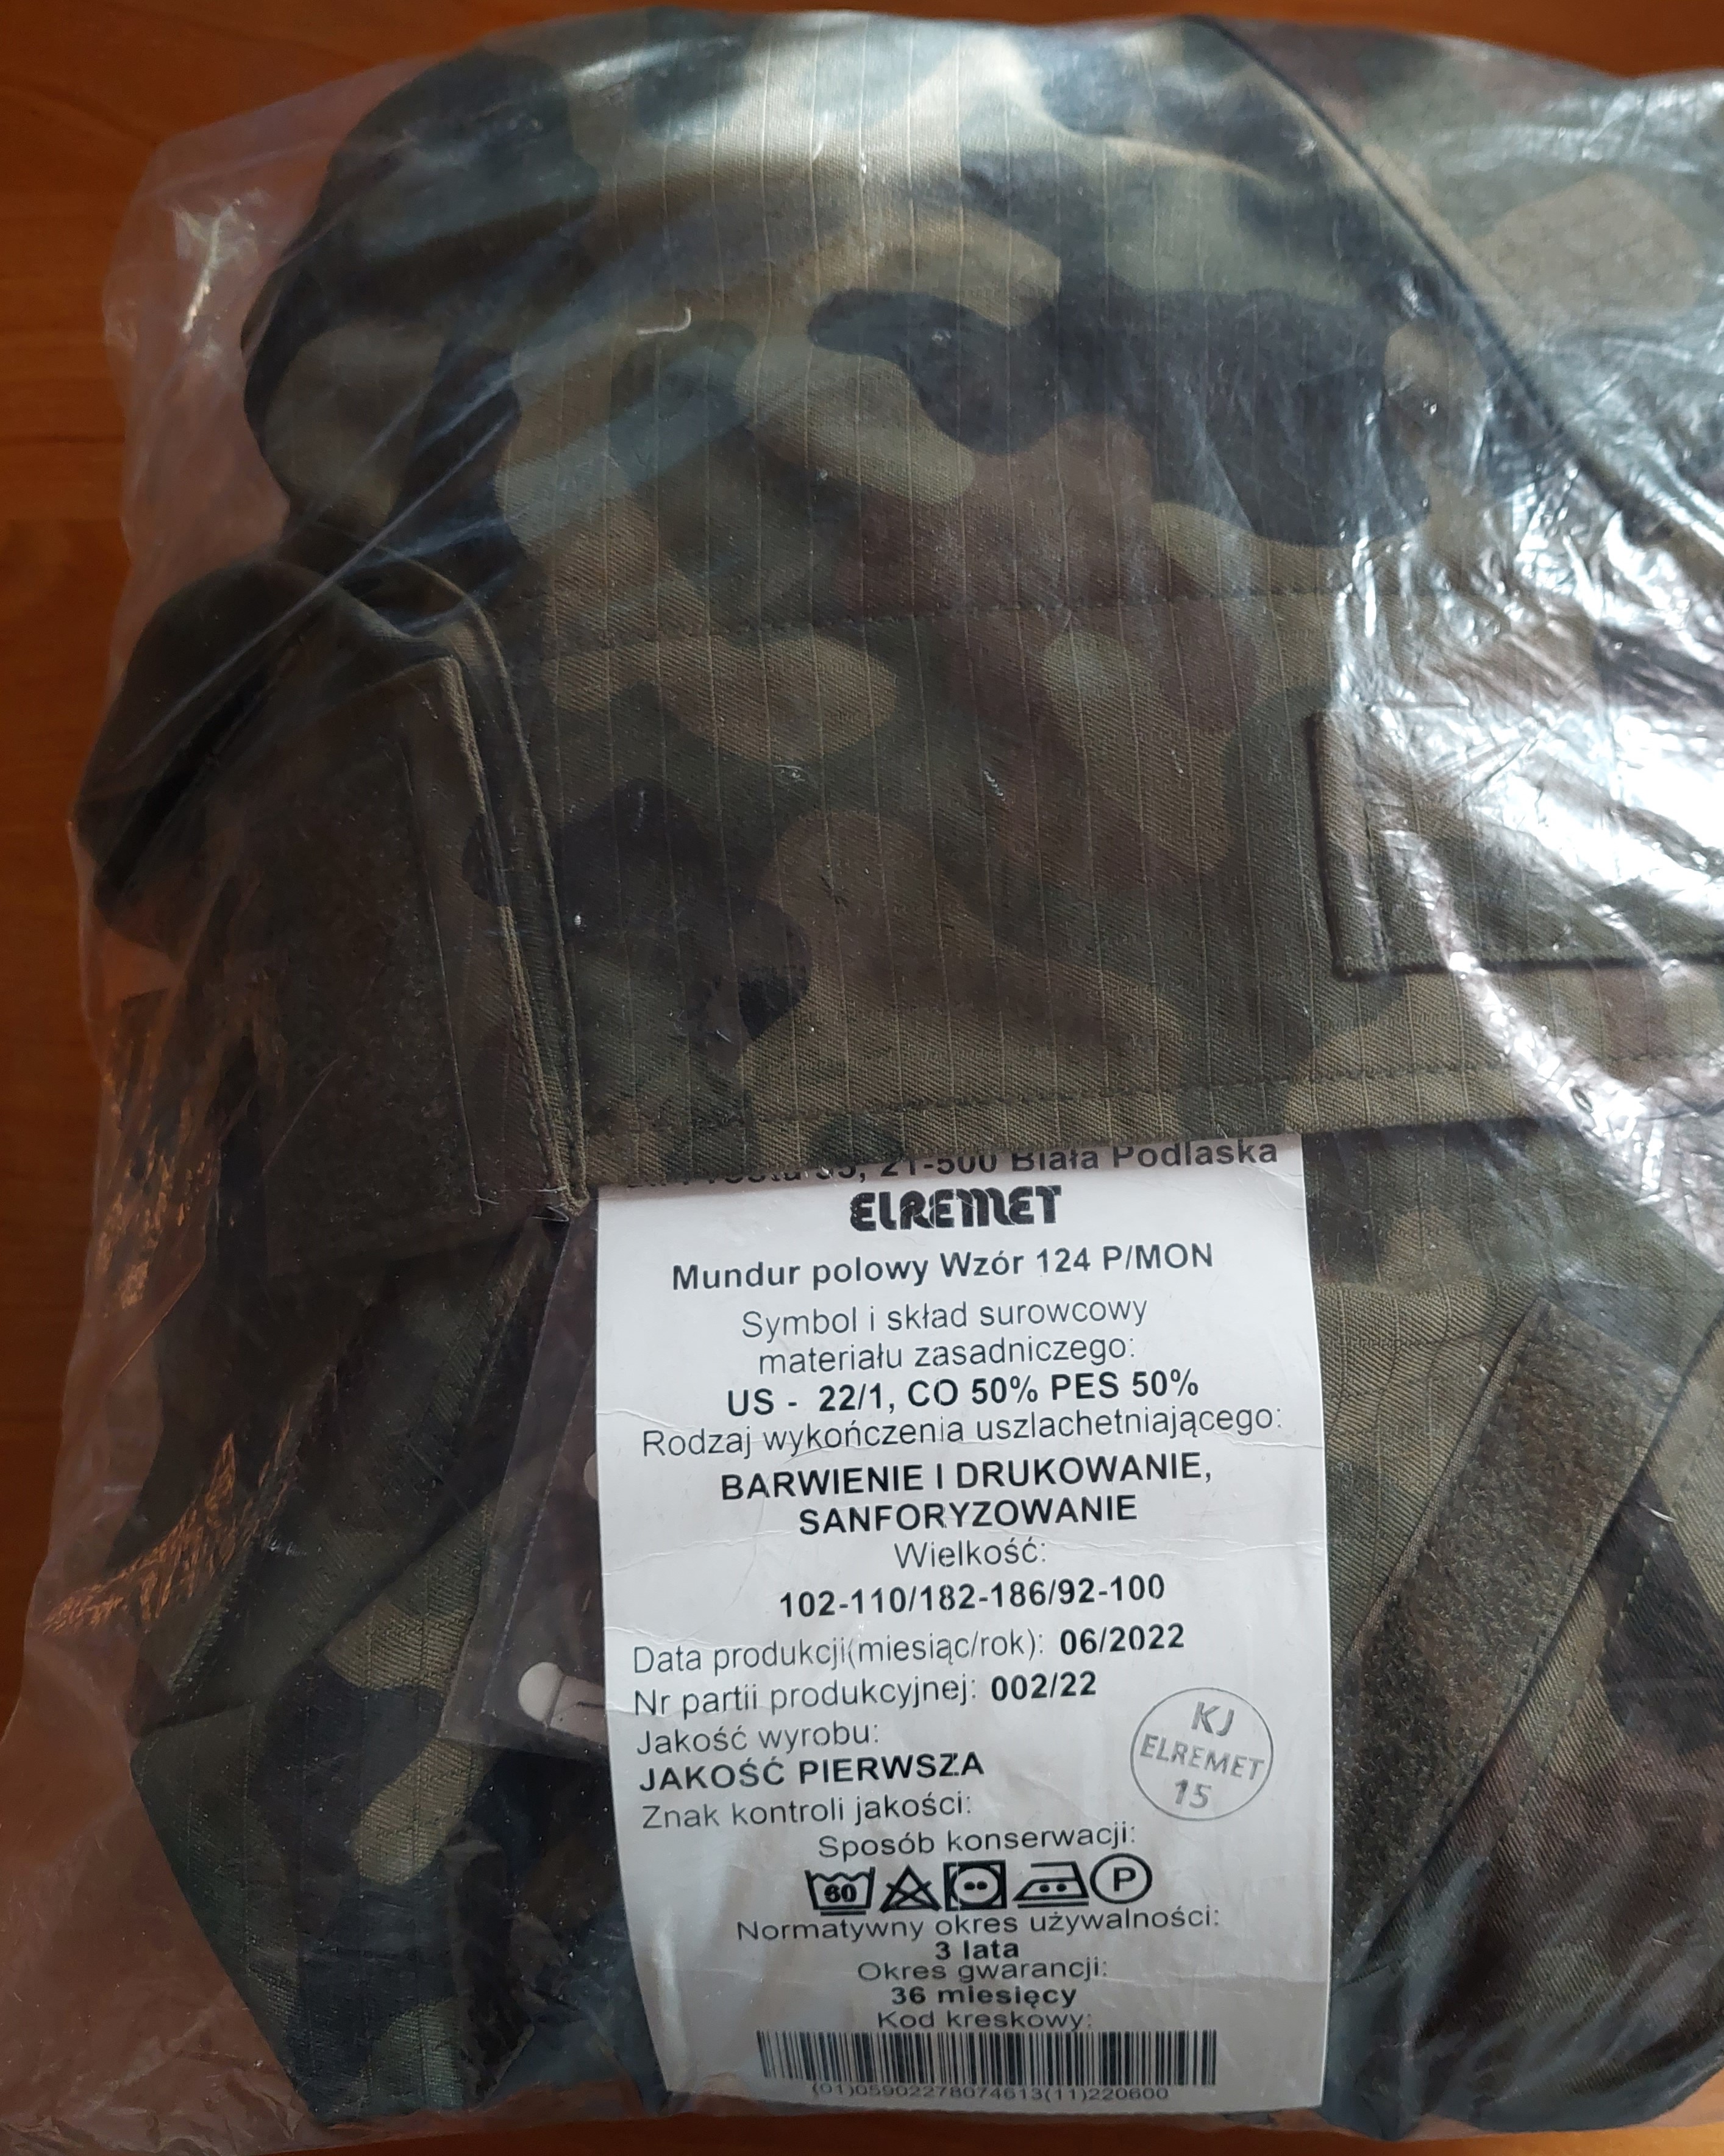 21-500 Biała Podlaska
ELREMET
Mundur polowy Wzór 124 P/MON
Symbol i skład surowcowy
materiału zasadniczego:
US - 22/1, CO 50% PES 50%
Rodzaj wykończenia uszlachetniającego:
BARWIENIE I DRUKOWANIE,
SANFORYZOWANIE
Wielkość:
102-110/182-186/92-100
Data produkcji(miesiąc/rok): 06/2022
Nr partii produkcyjnej: 002/22
Jakość wyrobu:
JAKOŚĆ PIERWSZA
Znak kontroli jakości:
KJ
ELREMET
15
Sposób konserwacji:
60
P
Normatywny okres używalności:
3 lata
Okres gwarancji:
36 miesięcy
Kod kreskowy:
(01)05902278074613(11)220600